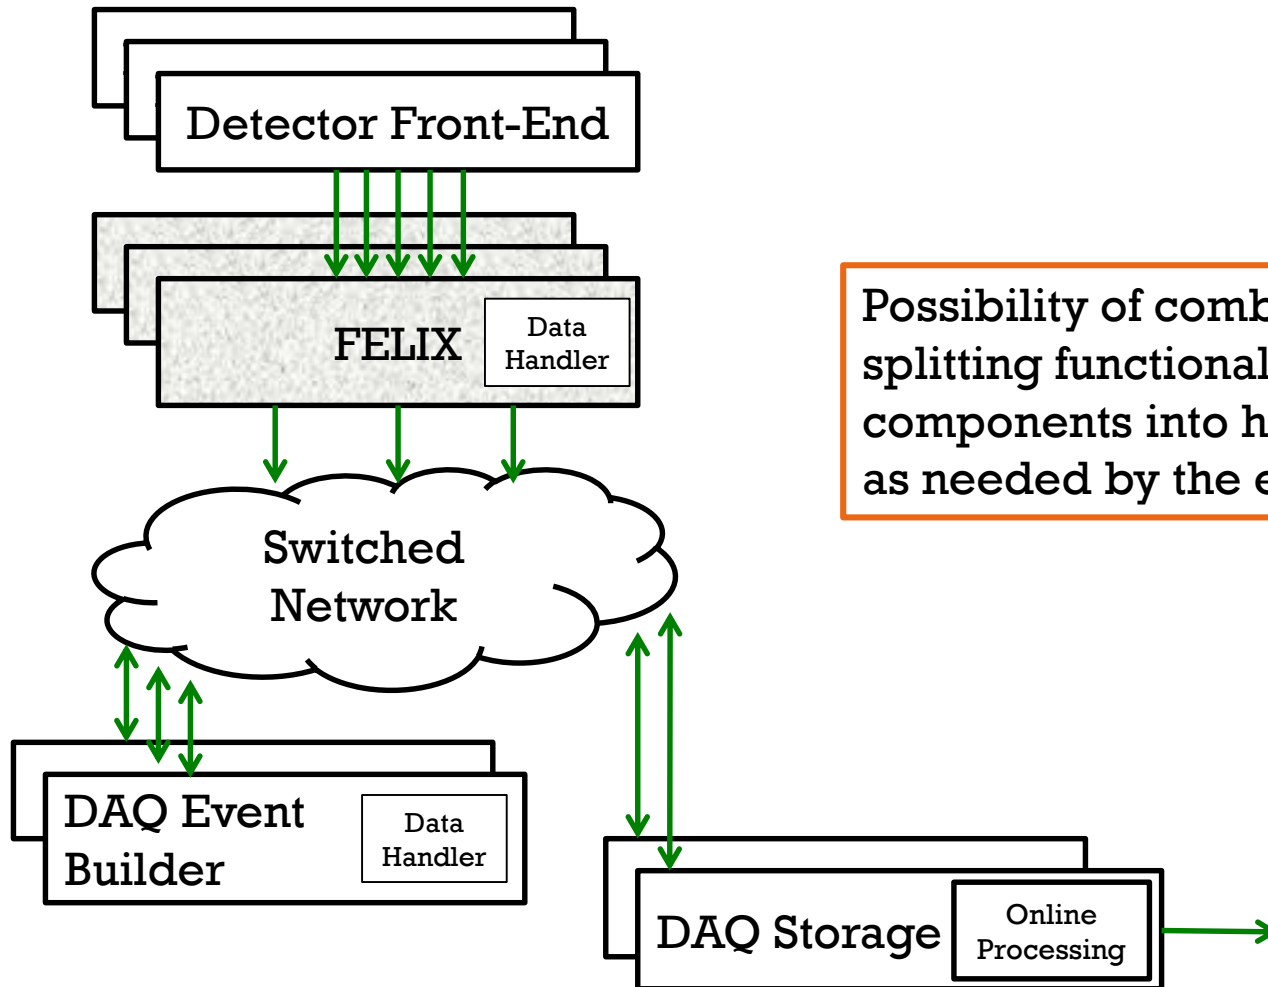 Detector Front-End
FELIX
Data
Handler
Possibility of comb
splitting functional
components into h
as needed by the e
Switched
Network
DAQ Event
Builder
Data
Handler
DAQ Storage
Online
Processing